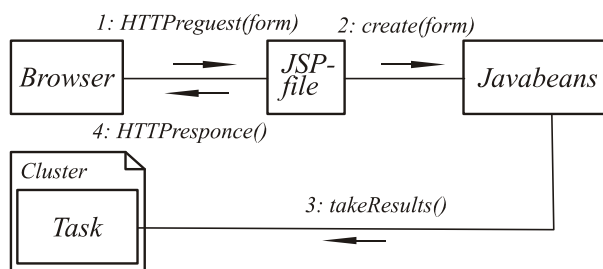 1: HTTPreguest(form)
2: create(form)
Browser
JSP-
file
Javabeans
4: HTTPresponce()
Cluster
Task
3: takeResults()